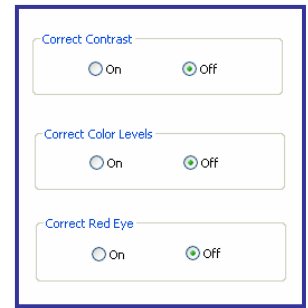 Correct Contrast
On Off
Correct Color Levels
On Off
Correct Red Eye
On Off